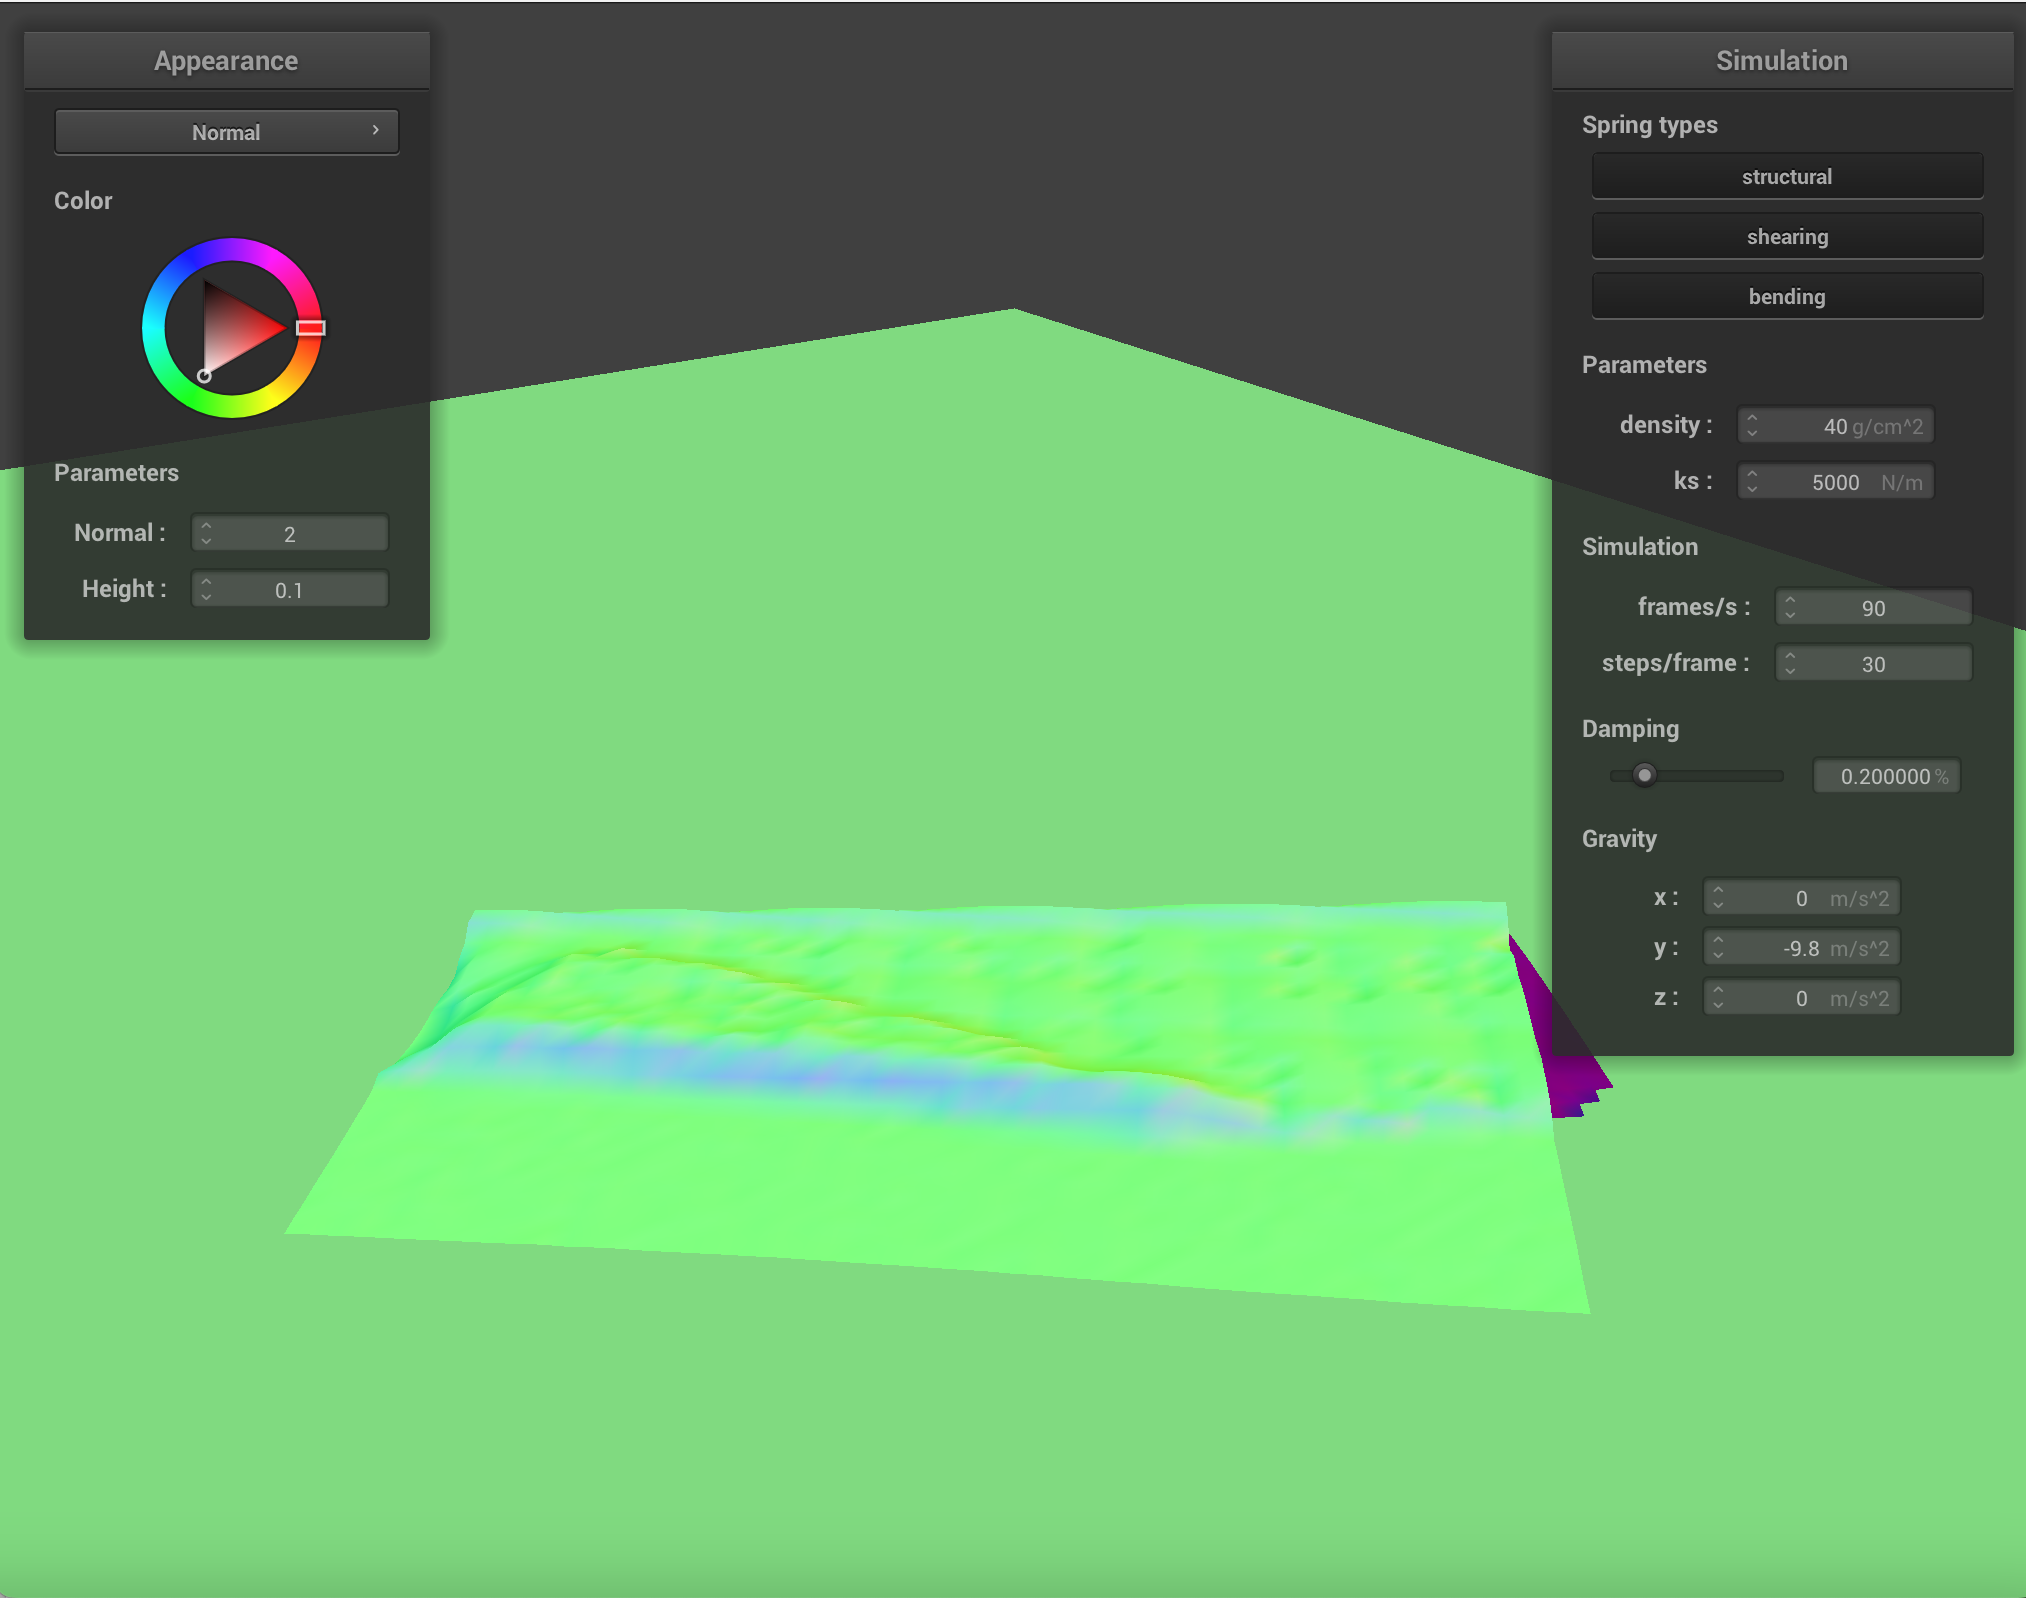 Appearance
Normal
Color
Parameters
Normal :
2
Height :
0.1
Simulation
Spring types
structural
shearing
bending
Parameters
density :
40 g/cm^2
ks :
5000 N/m
Simulation
frames/s :
90
steps/frame :
30
Damping
0.200000 %
Gravity
x :
0 m/s^2
y :
-9.8 m/s^2
z :
0 m/s^2